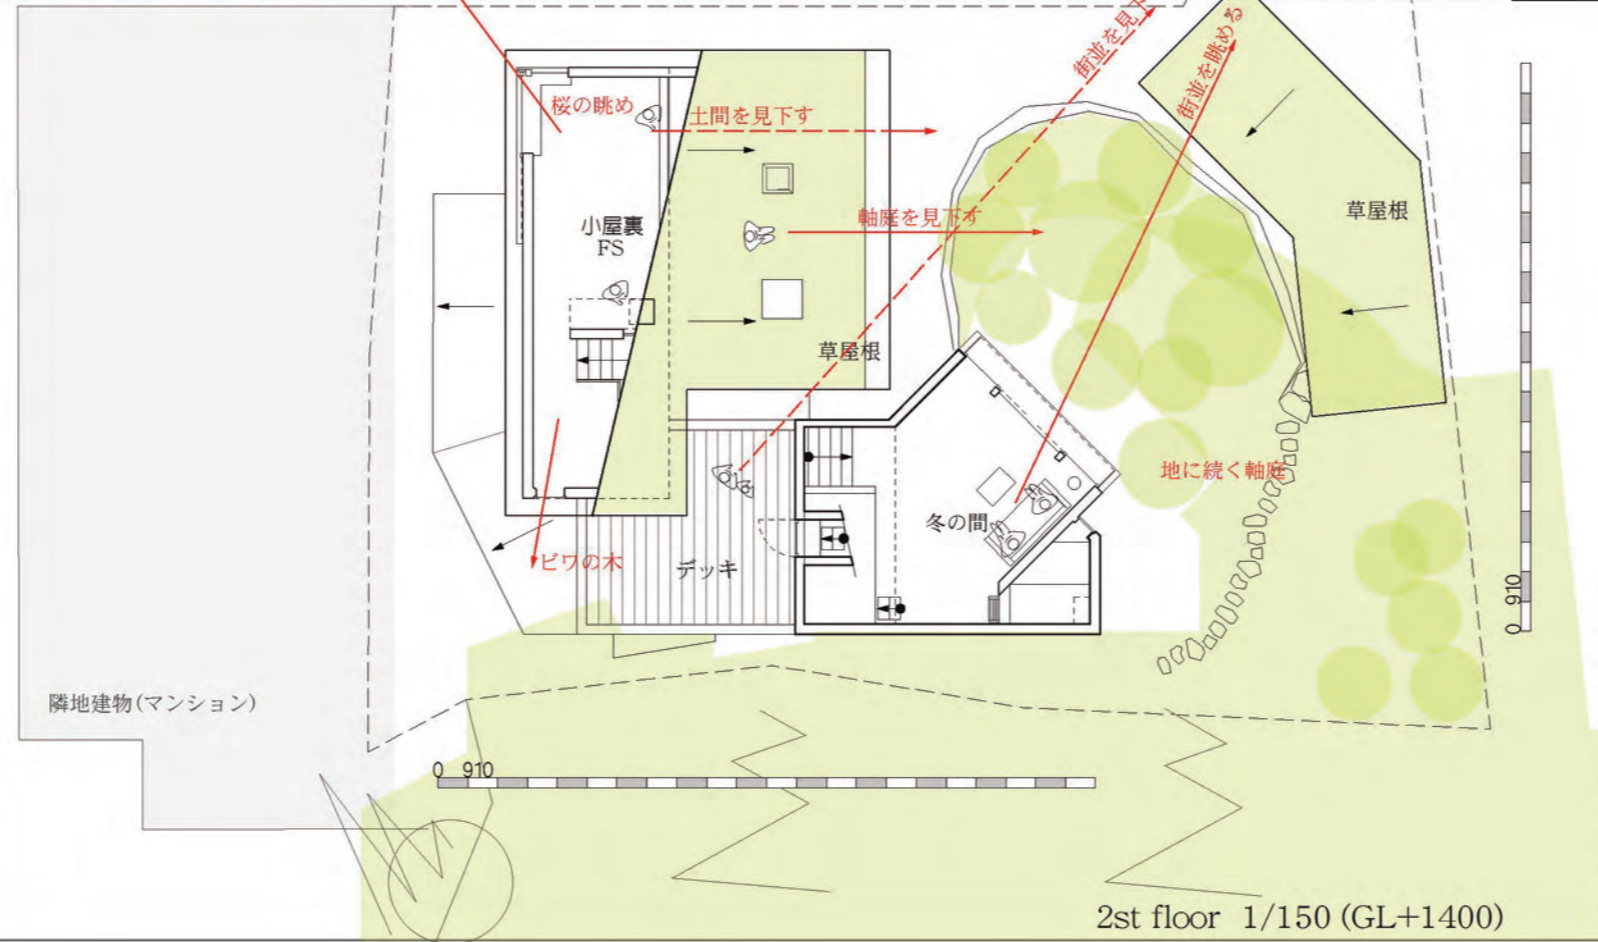 街並を見下
街並を眺める
桜の眺め
土間を見下す
軸庭を見下す
草屋根
小屋裏
FS
草屋根
地に続く軸庭
冬の間
デッキ
ビワの木
0 910
隣地建物(マンション)
0 910
2st floor 1/150 (GL+1400)